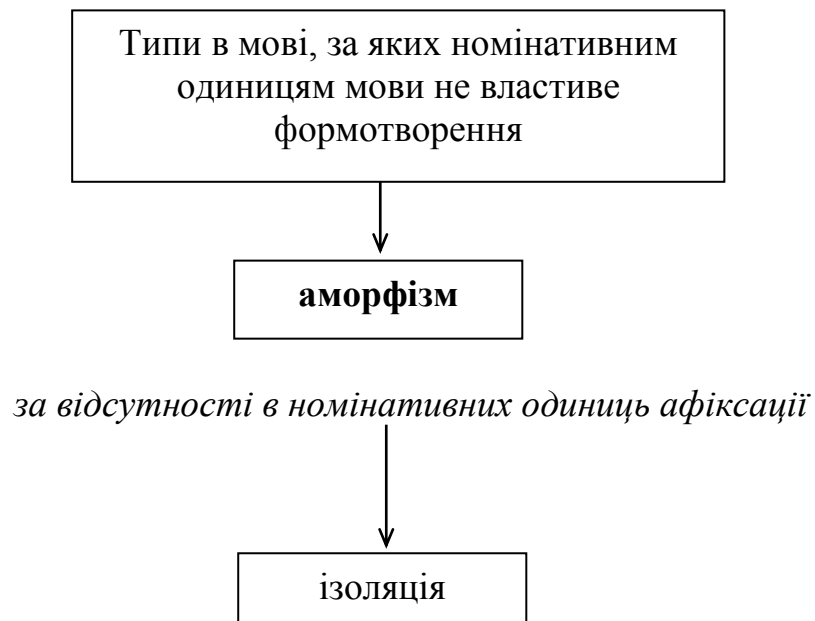 Типи в мові, за яких номінативним
одиницям мови не властиве
формотворення
аморфізм
за відсутності в номінативних одиниць афіксації
ізоляція